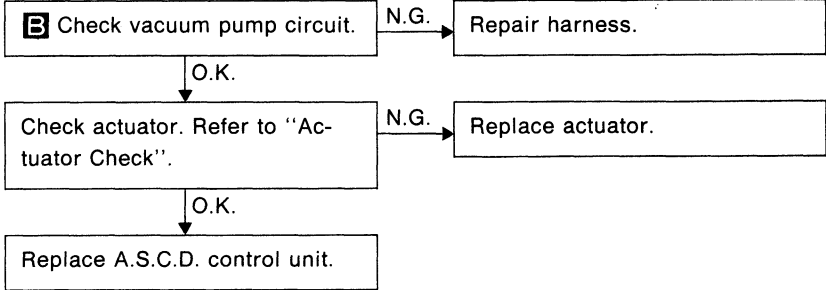 B Check vacuum pump circuit.
N.G.
Repair harness.
O.K.
Check actuator. Refer to “Ac-
tuator Check”.
N.G.
Replace actuator.
O.K.
Replace A.S.C.D. control unit.